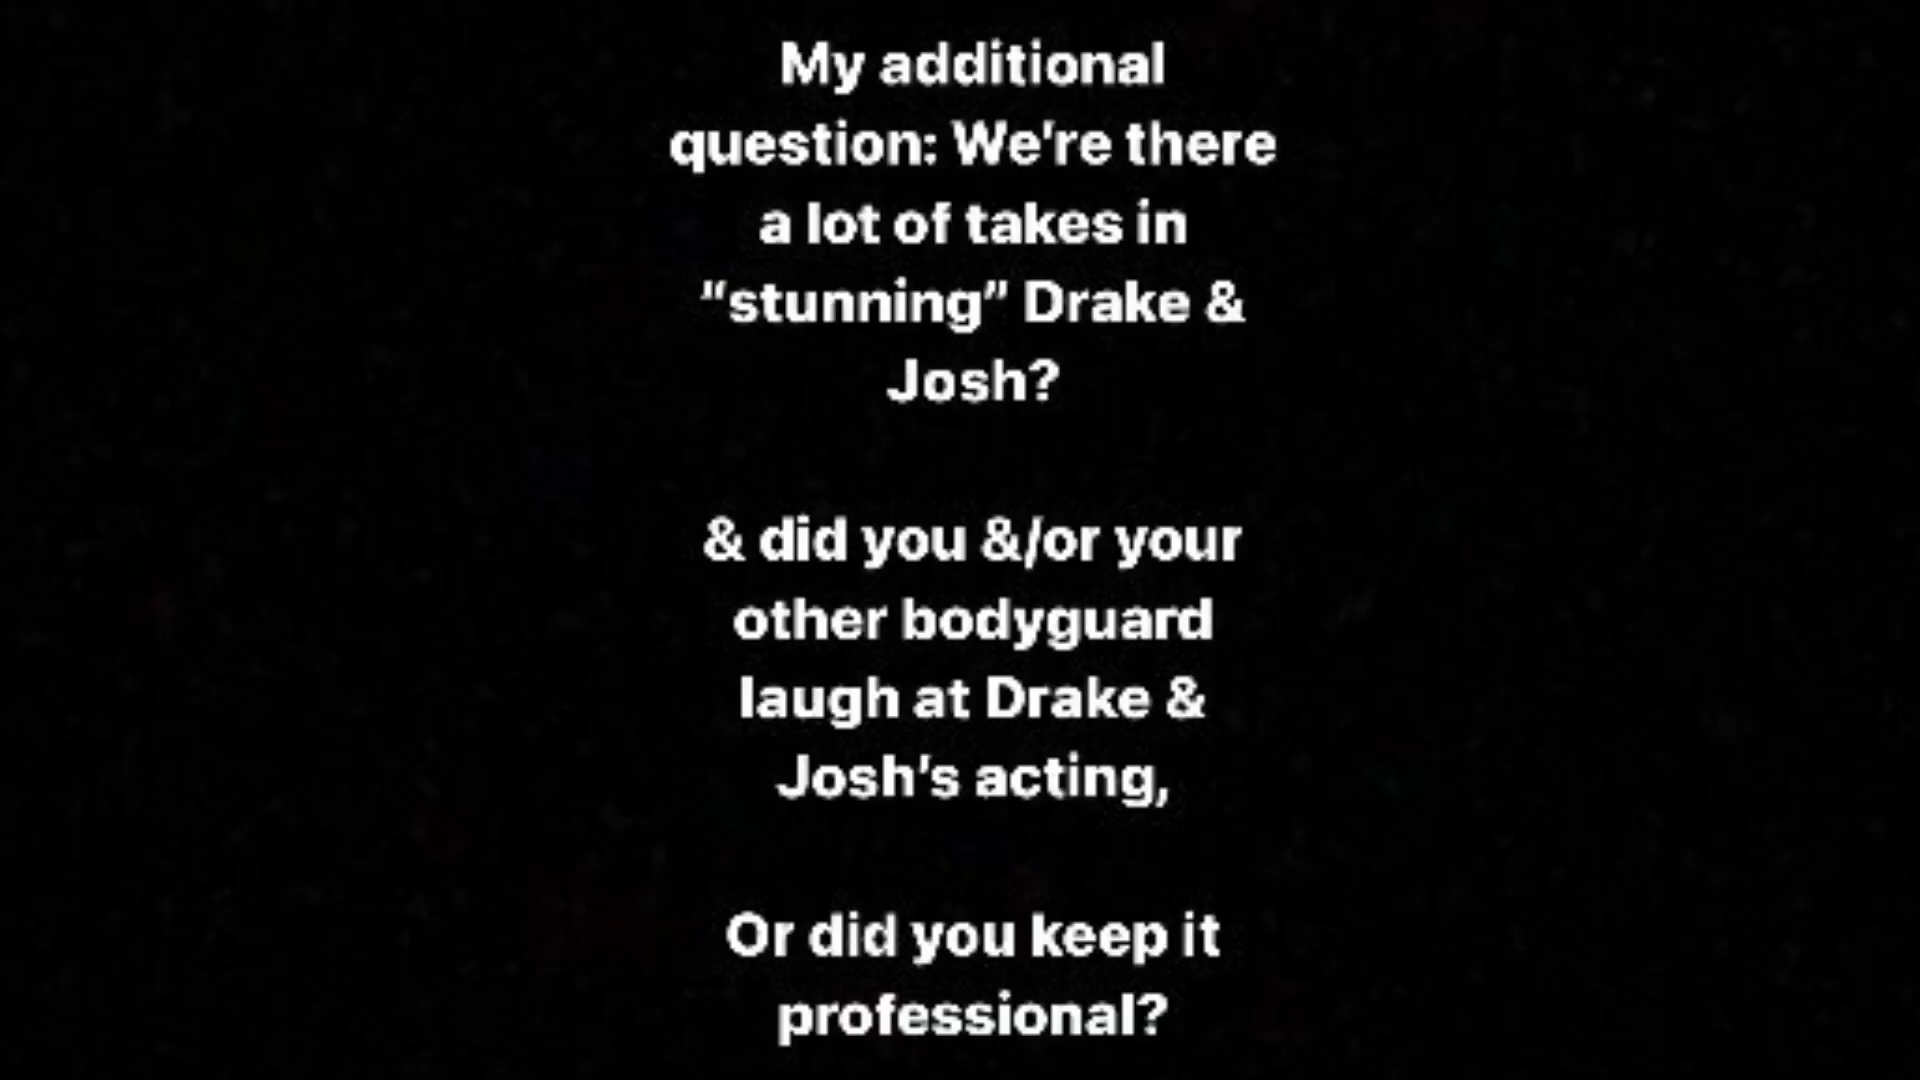 My additional
question: We're there
a lot of takes in
“stunning” Drake &
Josh?
& did you &/or your
other bodyguard
laugh at Drake &
Josh's acting,
Or did you keep it
professional?